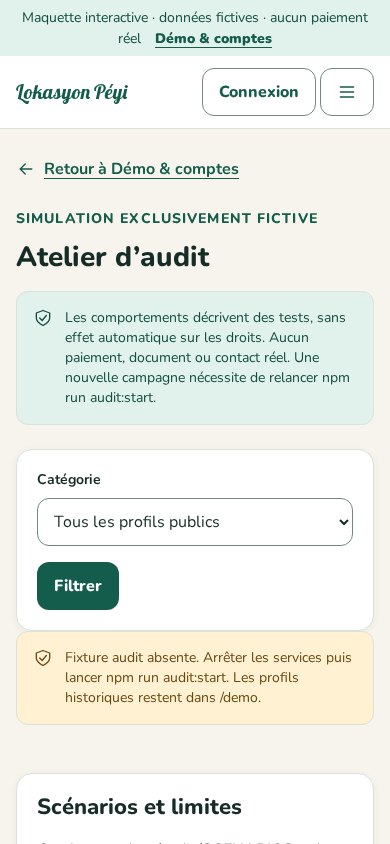 Maquette interactive · données fictives · aucun paiement
réel Démo & comptes
Lokasyon Péyi
Connexion
Retour à Démo & comptes
SIMULATION EXCLUSIVEMENT FICTIVE
Atelier d’audit
Les comportements décrivent des tests, sans
effet automatique sur les droits. Aucun
paiement, document ou contact réel. Une
nouvelle campagne nécessite de relancer npm
run audit:start.
Catégorie
Tous les profils publics
Filtrer
Fixture audit absente. Arrêter les services puis
lancer npm run audit:start. Les profils
historiques restent dans /demo.
Scénarios et limites